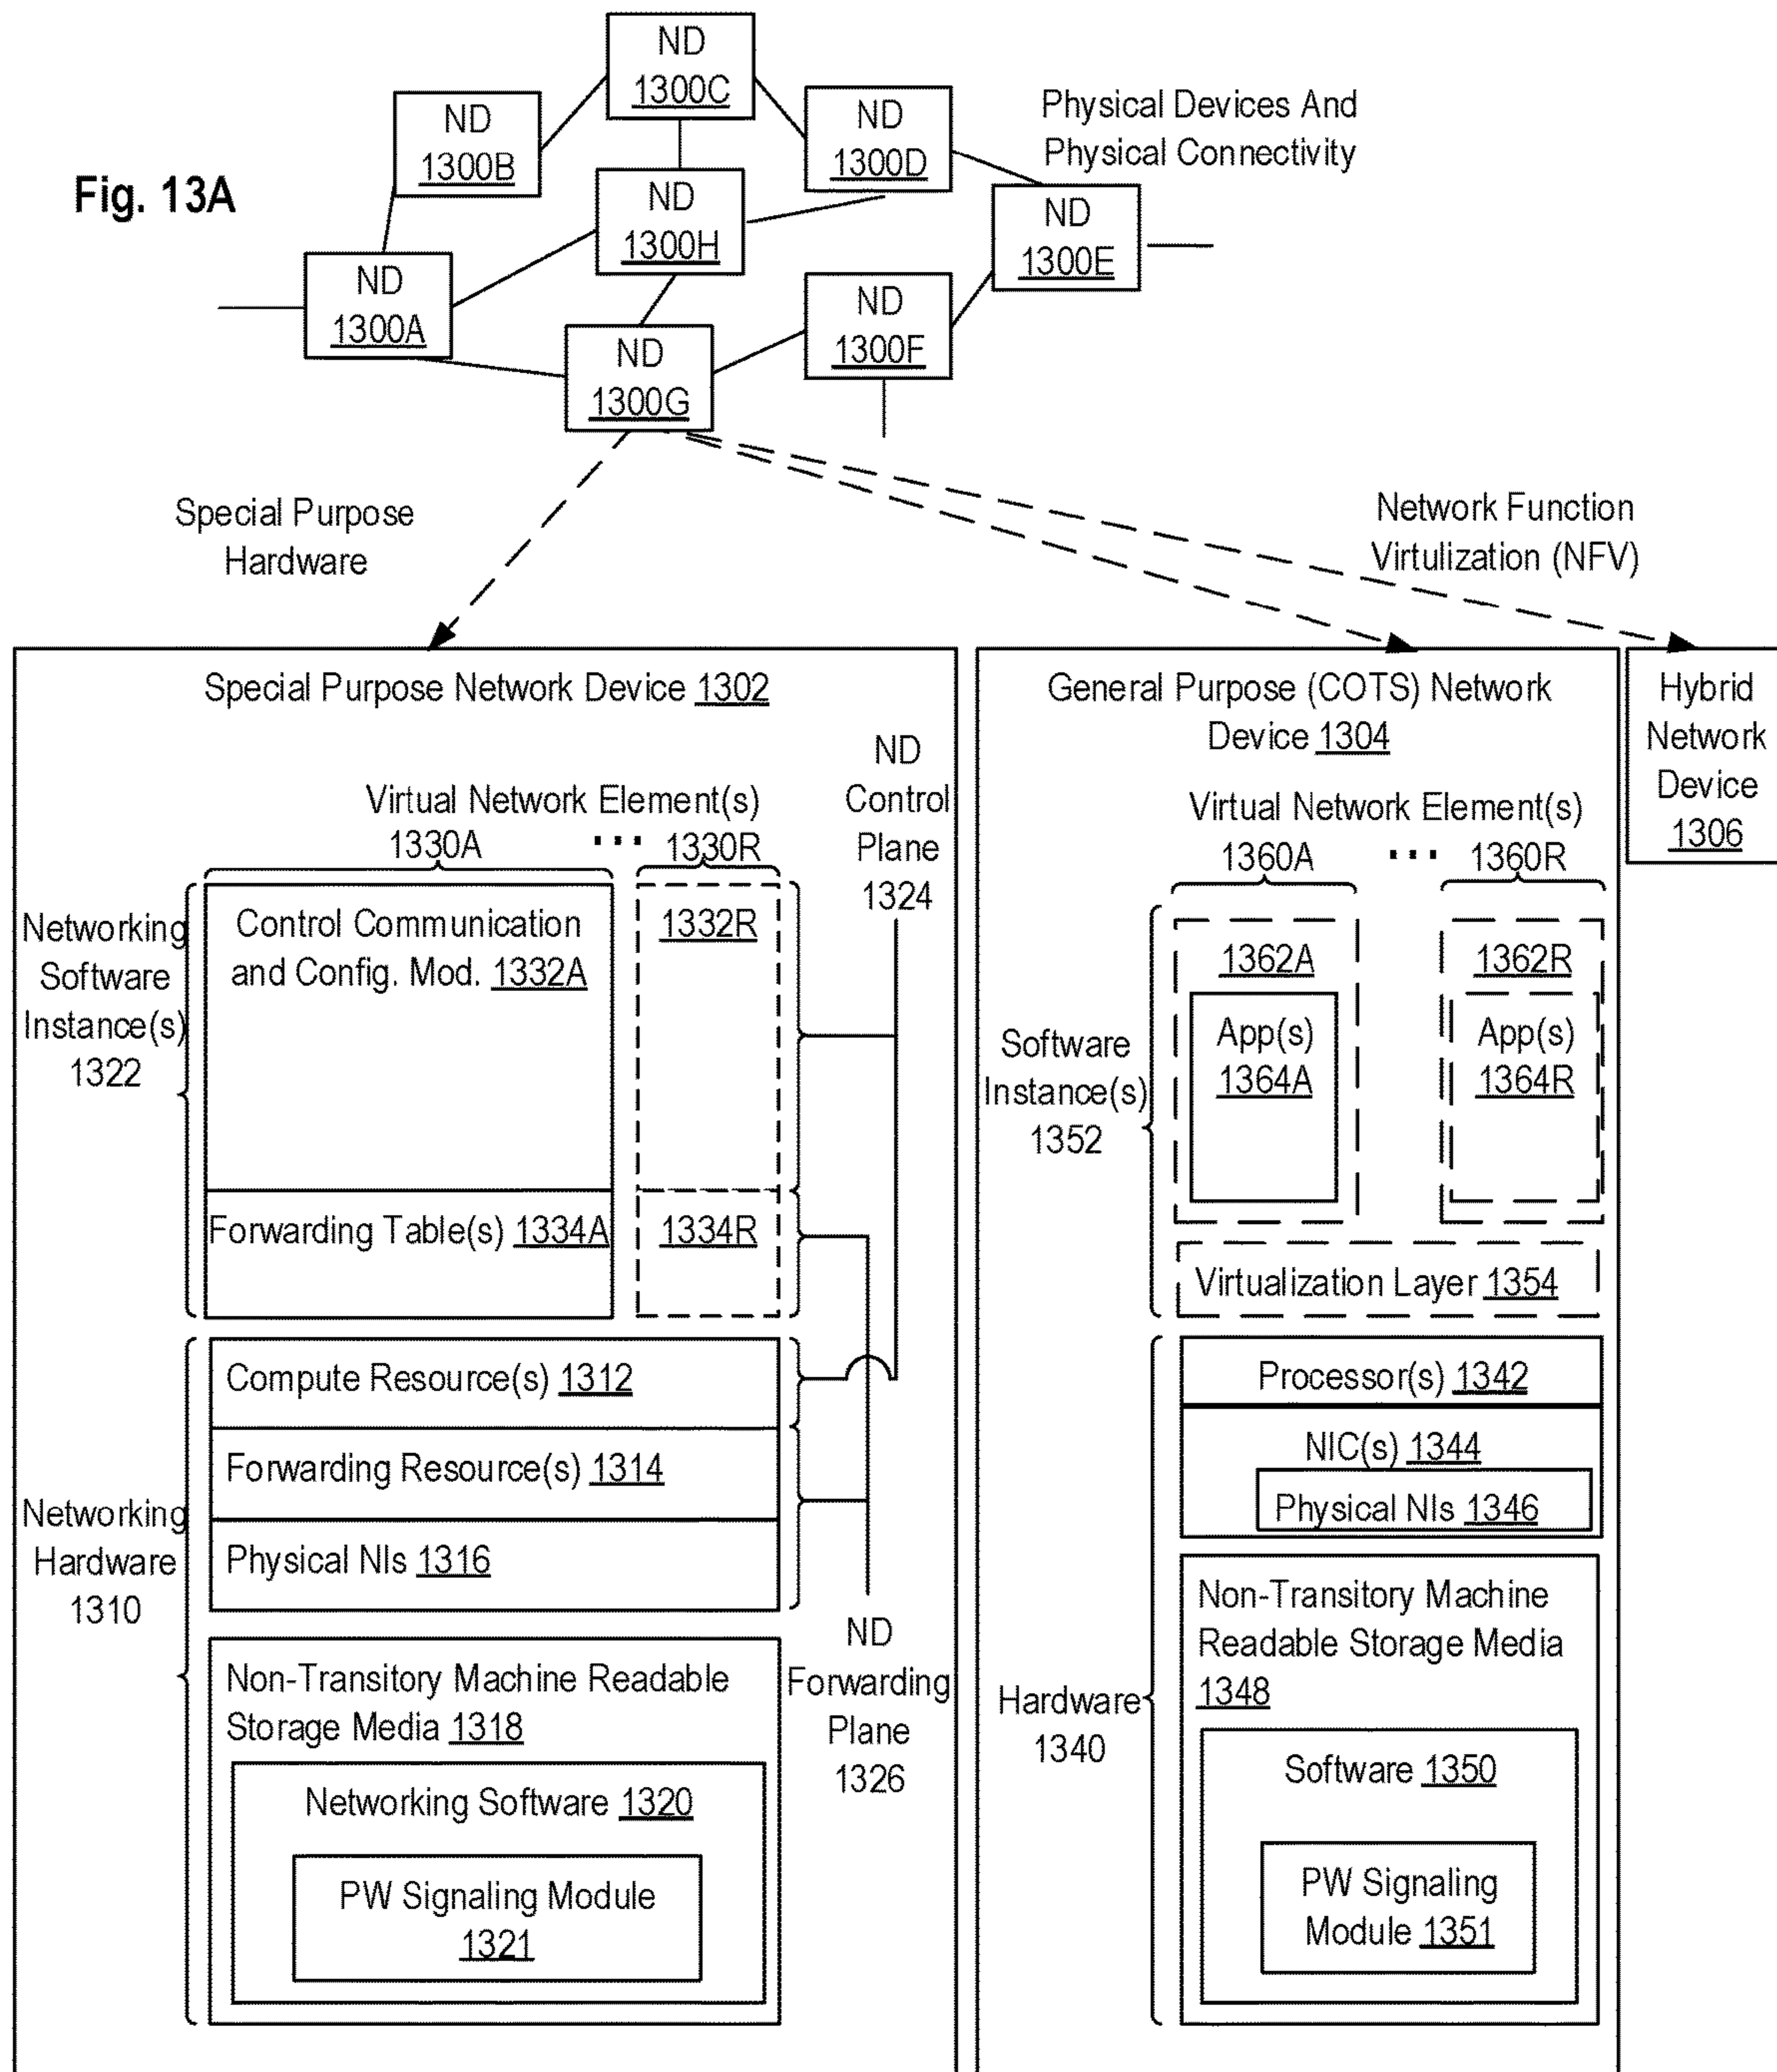 Fig. 13A
ND
1300C
ND
1300B
ND
1300D
Physical Devices And
Physical Connectivity
ND
1300H
ND
1300E
ND
1300A
ND
1300F
ND
1300G
Special Purpose
Hardware
Network Function
Virtulization (NFV)
Special Purpose Network Device 1302
ND
Control
Plane
1324
Virtual Network Element(s)
1330A
...
1330R
Networking
Software
Instance(s)
1322
Control Communication
and Config. Mod. 1332A
1332R
Forwarding Table(s) 1334A
1334R
Networking
Hardware
1310
Compute Resource(s) 1312
Forwarding Resource(s) 1314
Physical NIs 1316
ND
Forwarding
Plane
1326
Non-Transitory Machine Readable
Storage Media 1318
Networking Software 1320
PW Signaling Module
1321
General Purpose (COTS) Network
Device 1304
Virtual Network Element(s)
1360A
...
1360R
Software
Instance(s)
1352
1362A
App(s)
1364A
1362R
App(s)
1364R
Virtualization Layer 1354
Hardware
1340
Processor(s) 1342
NIC(s) 1344
Physical NIs 1346
Non-Transitory Machine
Readable Storage Media
1348
Software 1350
PW Signaling
Module 1351
Hybrid
Network
Device
1306